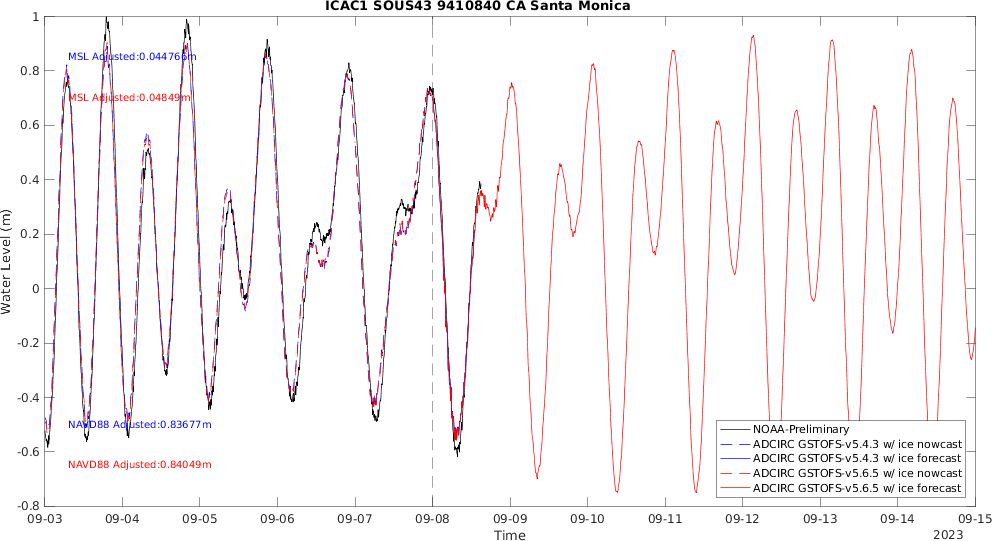 ICAC1 SOUS43 9410840 CA Santa Monica
MSL Adjusted:0.044766m
MSL Adjusted:0.04849m
NAVD88 Adjusted:0.83677m
NAVD88 Adjusted:0.84049m
Water Level (m)
1
0.8
0.6
0.4
0.2
0
-0.2
-0.4
-0.6
-0.8
NOAA-Preliminary
ADCIRC GSTOFS-v5.4.3 w/ ice nowcast
ADCIRC GSTOFS-v5.4.3 w/ ice forecast
ADCIRC GSTOFS-v5.6.5 w/ ice nowcast
ADCIRC GSTOFS-v5.6.5 w/ ice forecast
09-03 09-04 09-05 09-06 09-07 09-08 09-09 09-10 09-11 09-12 09-13 09-14 09-15
Time
2023